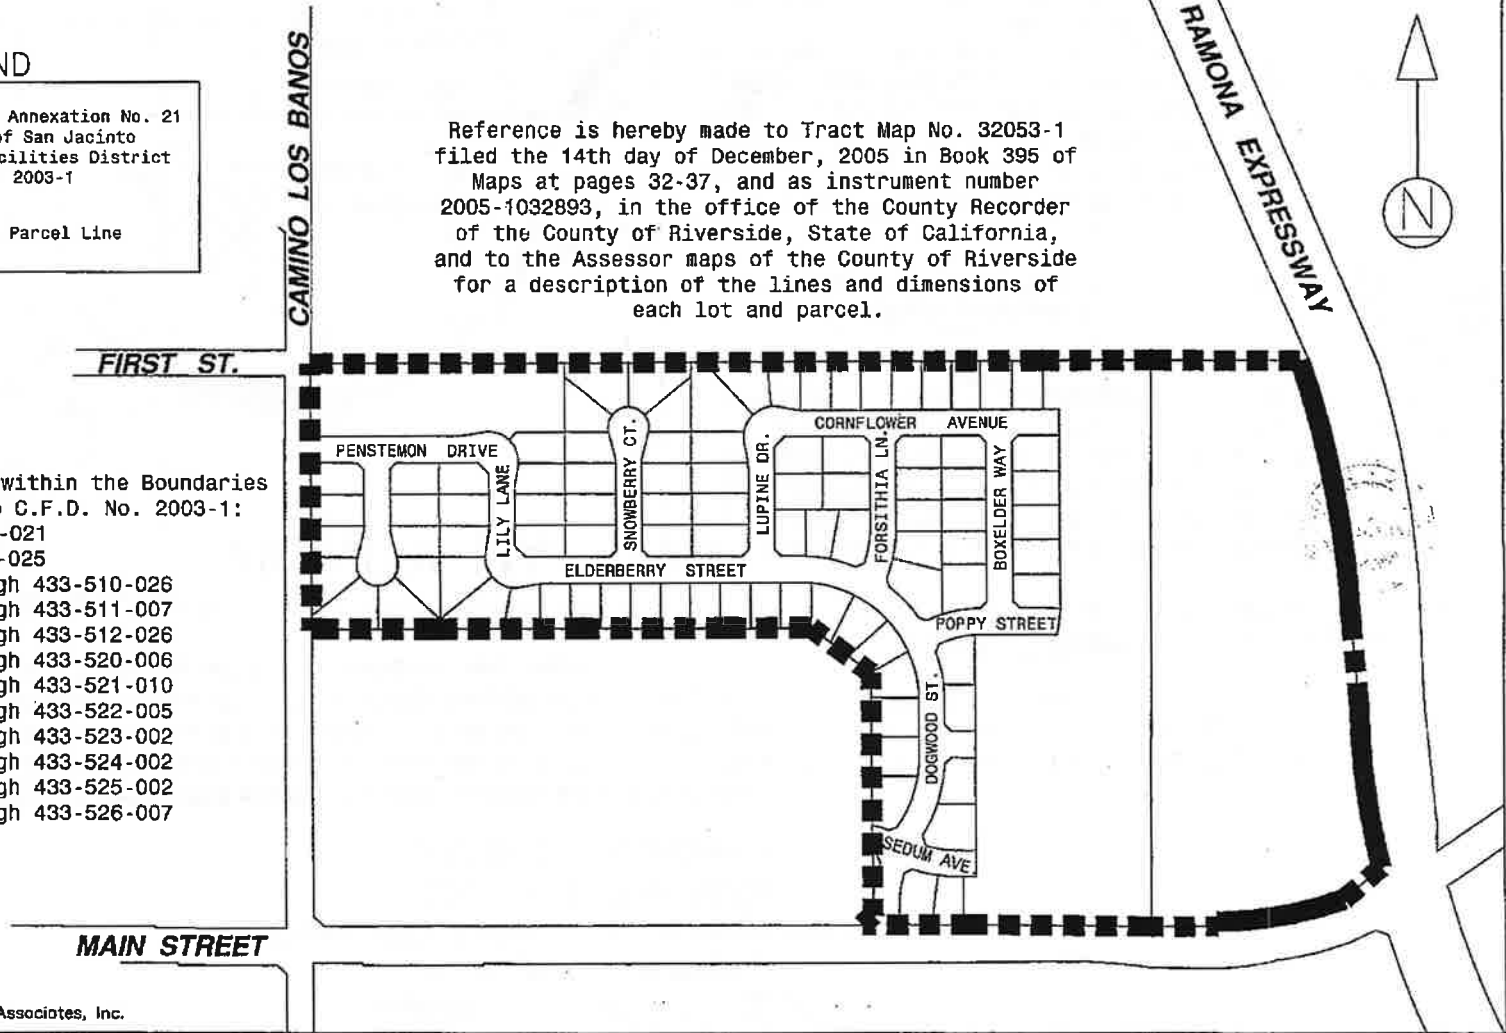 ND
Annexation No. 21
of San Jacinto
cilities District
2003-1
Parcel Line
CAMINO LOS BANOS
Reference is hereby made to Tract Map No. 32053-1
filed the 14th day of December, 2005 in Book 395 of
Maps at pages 32-37, and as instrument number
2005-1032893, in the office of the County Recorder
of the County of Riverside, State of California,
and to the Assessor maps of the County of Riverside
for a description of the lines and dimensions of
each lot and parcel.
RAMONA EXPRESSWAY
N
FIRST ST.
PENSTEMON DRIVE
LILY LANE
SNOWBERRY CT.
LUPINE DR.
CORNFLOWER AVENUE
FORSITHIA LN.
BOXELDER WAY
ELDERBERRY STREET
POPPY STREET
DOGWOOD ST.
SEDUM AVE.
within the Boundaries
C.F.D. No. 2003-1:
-021
-025
gh 433-510-026
gh 433-511-007
gh 433-512-026
gh 433-520-006
gh 433-521-010
gh 433-522-005
gh 433-523-002
gh 433-524-002
gh 433-525-002
gh 433-526-007
MAIN STREET
Associates, Inc.